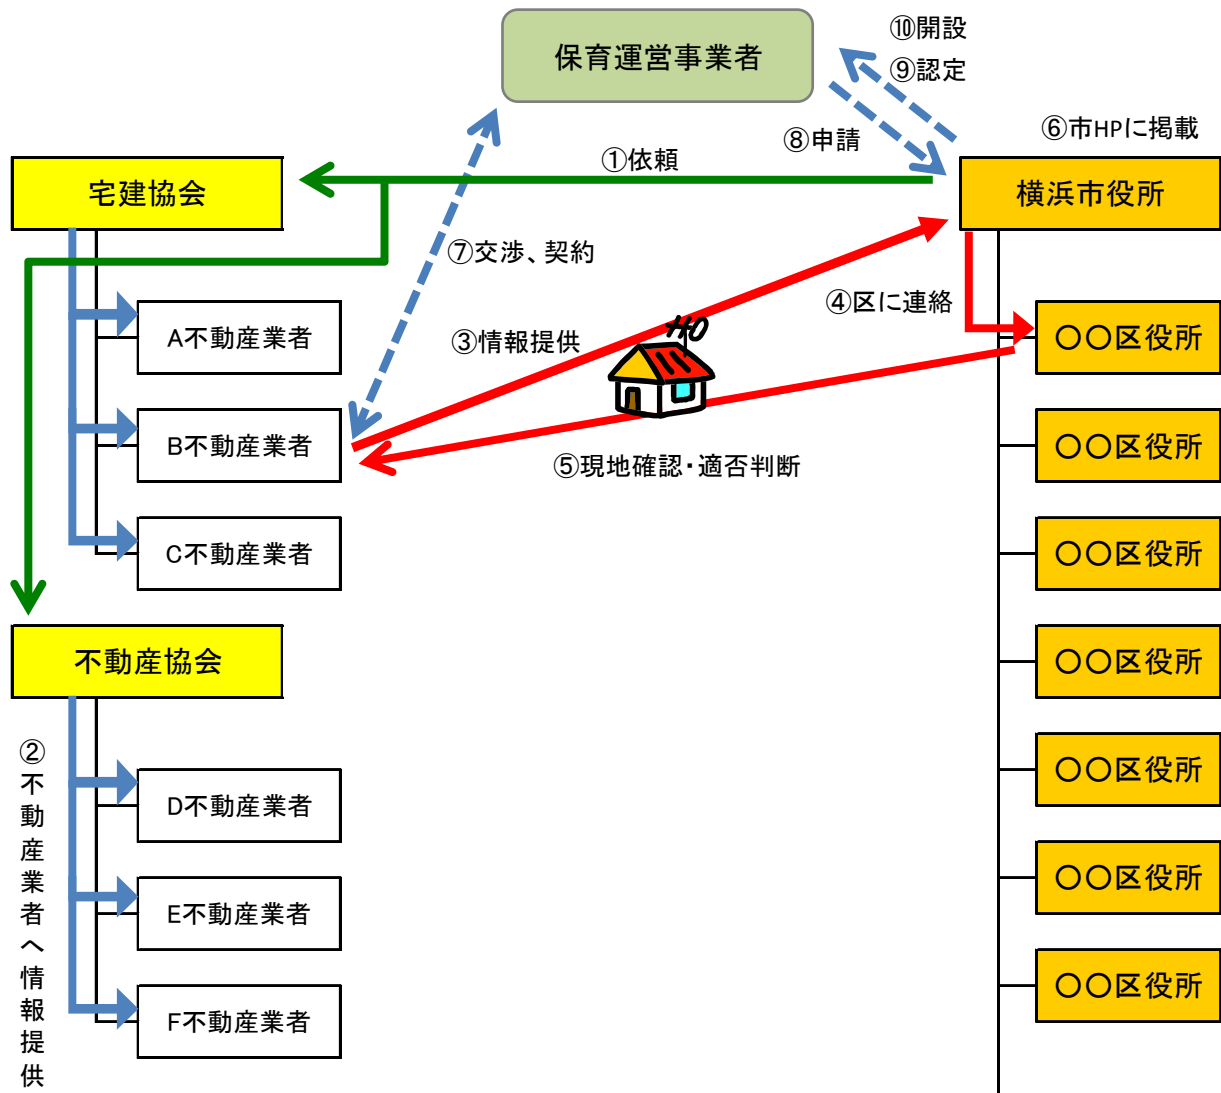 保育運営事業者
⑩開設
⑨認定
⑧申請
⑥市HPに掲載
①依頼
宅建協会
横浜市役所
⑦交渉、契約
④区に連絡
③情報提供
A不動産業者
〇〇区役所
B不動産業者
〇〇区役所
⑤現地確認・適否判断
C不動産業者
〇〇区役所
不動産協会
〇〇区役所
②不動産業者へ情報提供
D不動産業者
〇〇区役所
E不動産業者
〇〇区役所
F不動産業者
〇〇区役所